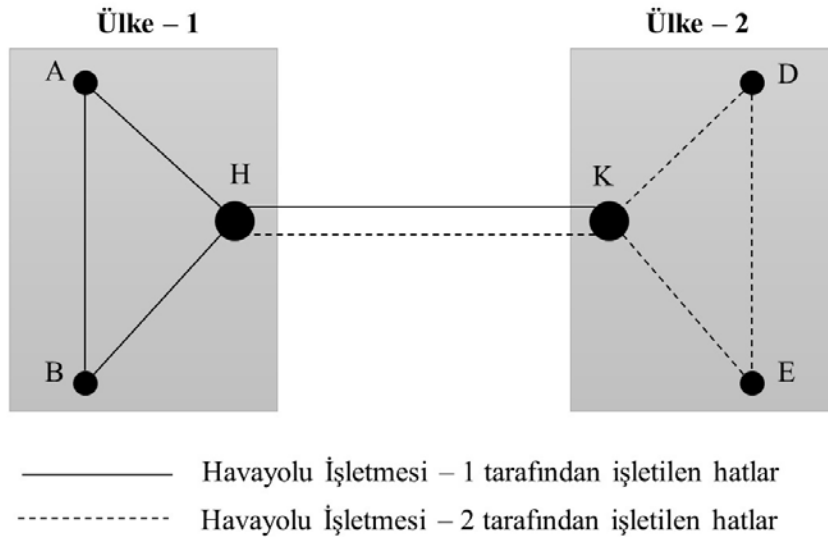 Ülke – 1
Ülke – 2
A
D
H
K
B
E
Havayolu İşletmesi – 1 tarafından işletilen hatlar
Havayolu İşletmesi – 2 tarafından işletilen hatlar